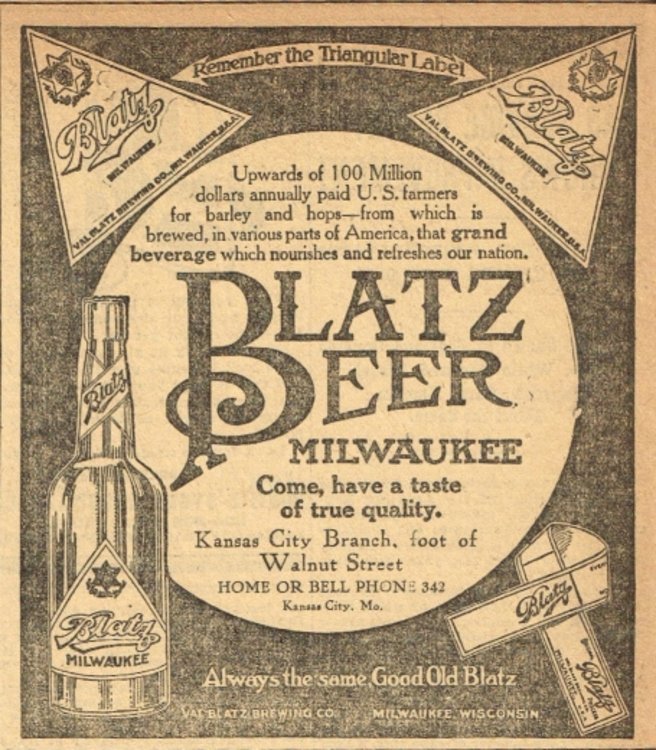 Remember the Triangular Label
Blatz
MILWAUKEE
VAL BLATZ BREWING CO., MILWAUKEE, U.S.A.
Blatz
MILWAUKEE
VAL BLATZ BREWING CO., MILWAUKEE, U.S.A.
Upwards of 100 Million
dollars annually paid U. S. farmers
for barley and hops—from which is
brewed, in various parts of America, that grand
beverage which nourishes and refreshes our nation.
BLATZ
BEER
MILWAUKEE
Come, have a taste
of true quality.
Kansas City Branch, foot of
Walnut Street
HOME OR BELL PHONE 342
Kansas City, Mo.
Blatz
Blatz
MILWAUKEE
Blatz
Blatz
Always the same Good Old Blatz
VAL BLATZ BREWING CO. MILWAUKEE, WISCONSIN